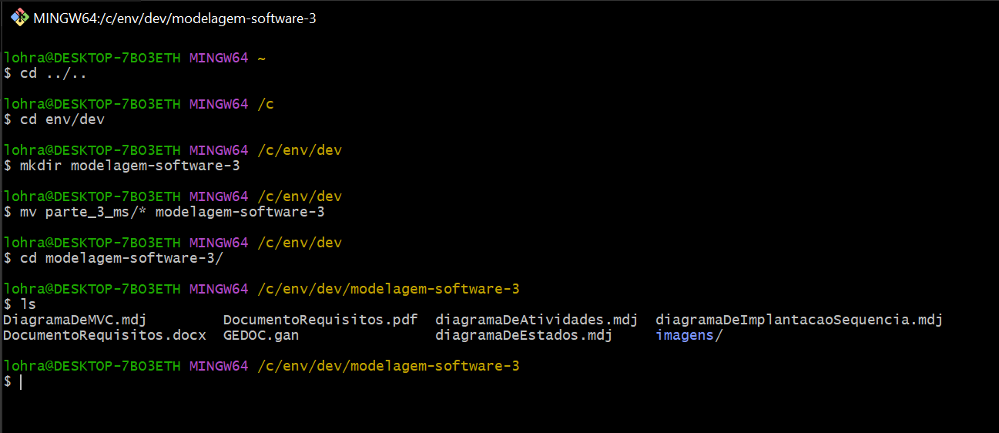 MINGW64:/c/env/dev/modelagem-software-3
lohra@DESKTOP-7BO3ETH MINGW64 ~
$ cd ../..
lohra@DESKTOP-7BO3ETH MINGW64 /c
$ cd env/dev
lohra@DESKTOP-7BO3ETH MINGW64 /c/env/dev
$ mkdir modelagem-software-3
lohra@DESKTOP-7BO3ETH MINGW64 /c/env/dev
$ mv parte_3_ms/* modelagem-software-3
lohra@DESKTOP-7BO3ETH MINGW64 /c/env/dev
$ cd modelagem-software-3/
lohra@DESKTOP-7BO3ETH MINGW64 /c/env/dev/modelagem-software-3
$ ls
DiagramaDeMVC.mdj         DocumentoRequisitos.pdf  diagramaDeAtividades.mdj  diagramaDeImplantacaoSequencia.mdj
DocumentoRequisitos.docx  GEDOC.gan                diagramaDeEstados.mdj     imagens/
lohra@DESKTOP-7BO3ETH MINGW64 /c/env/dev/modelagem-software-3
$